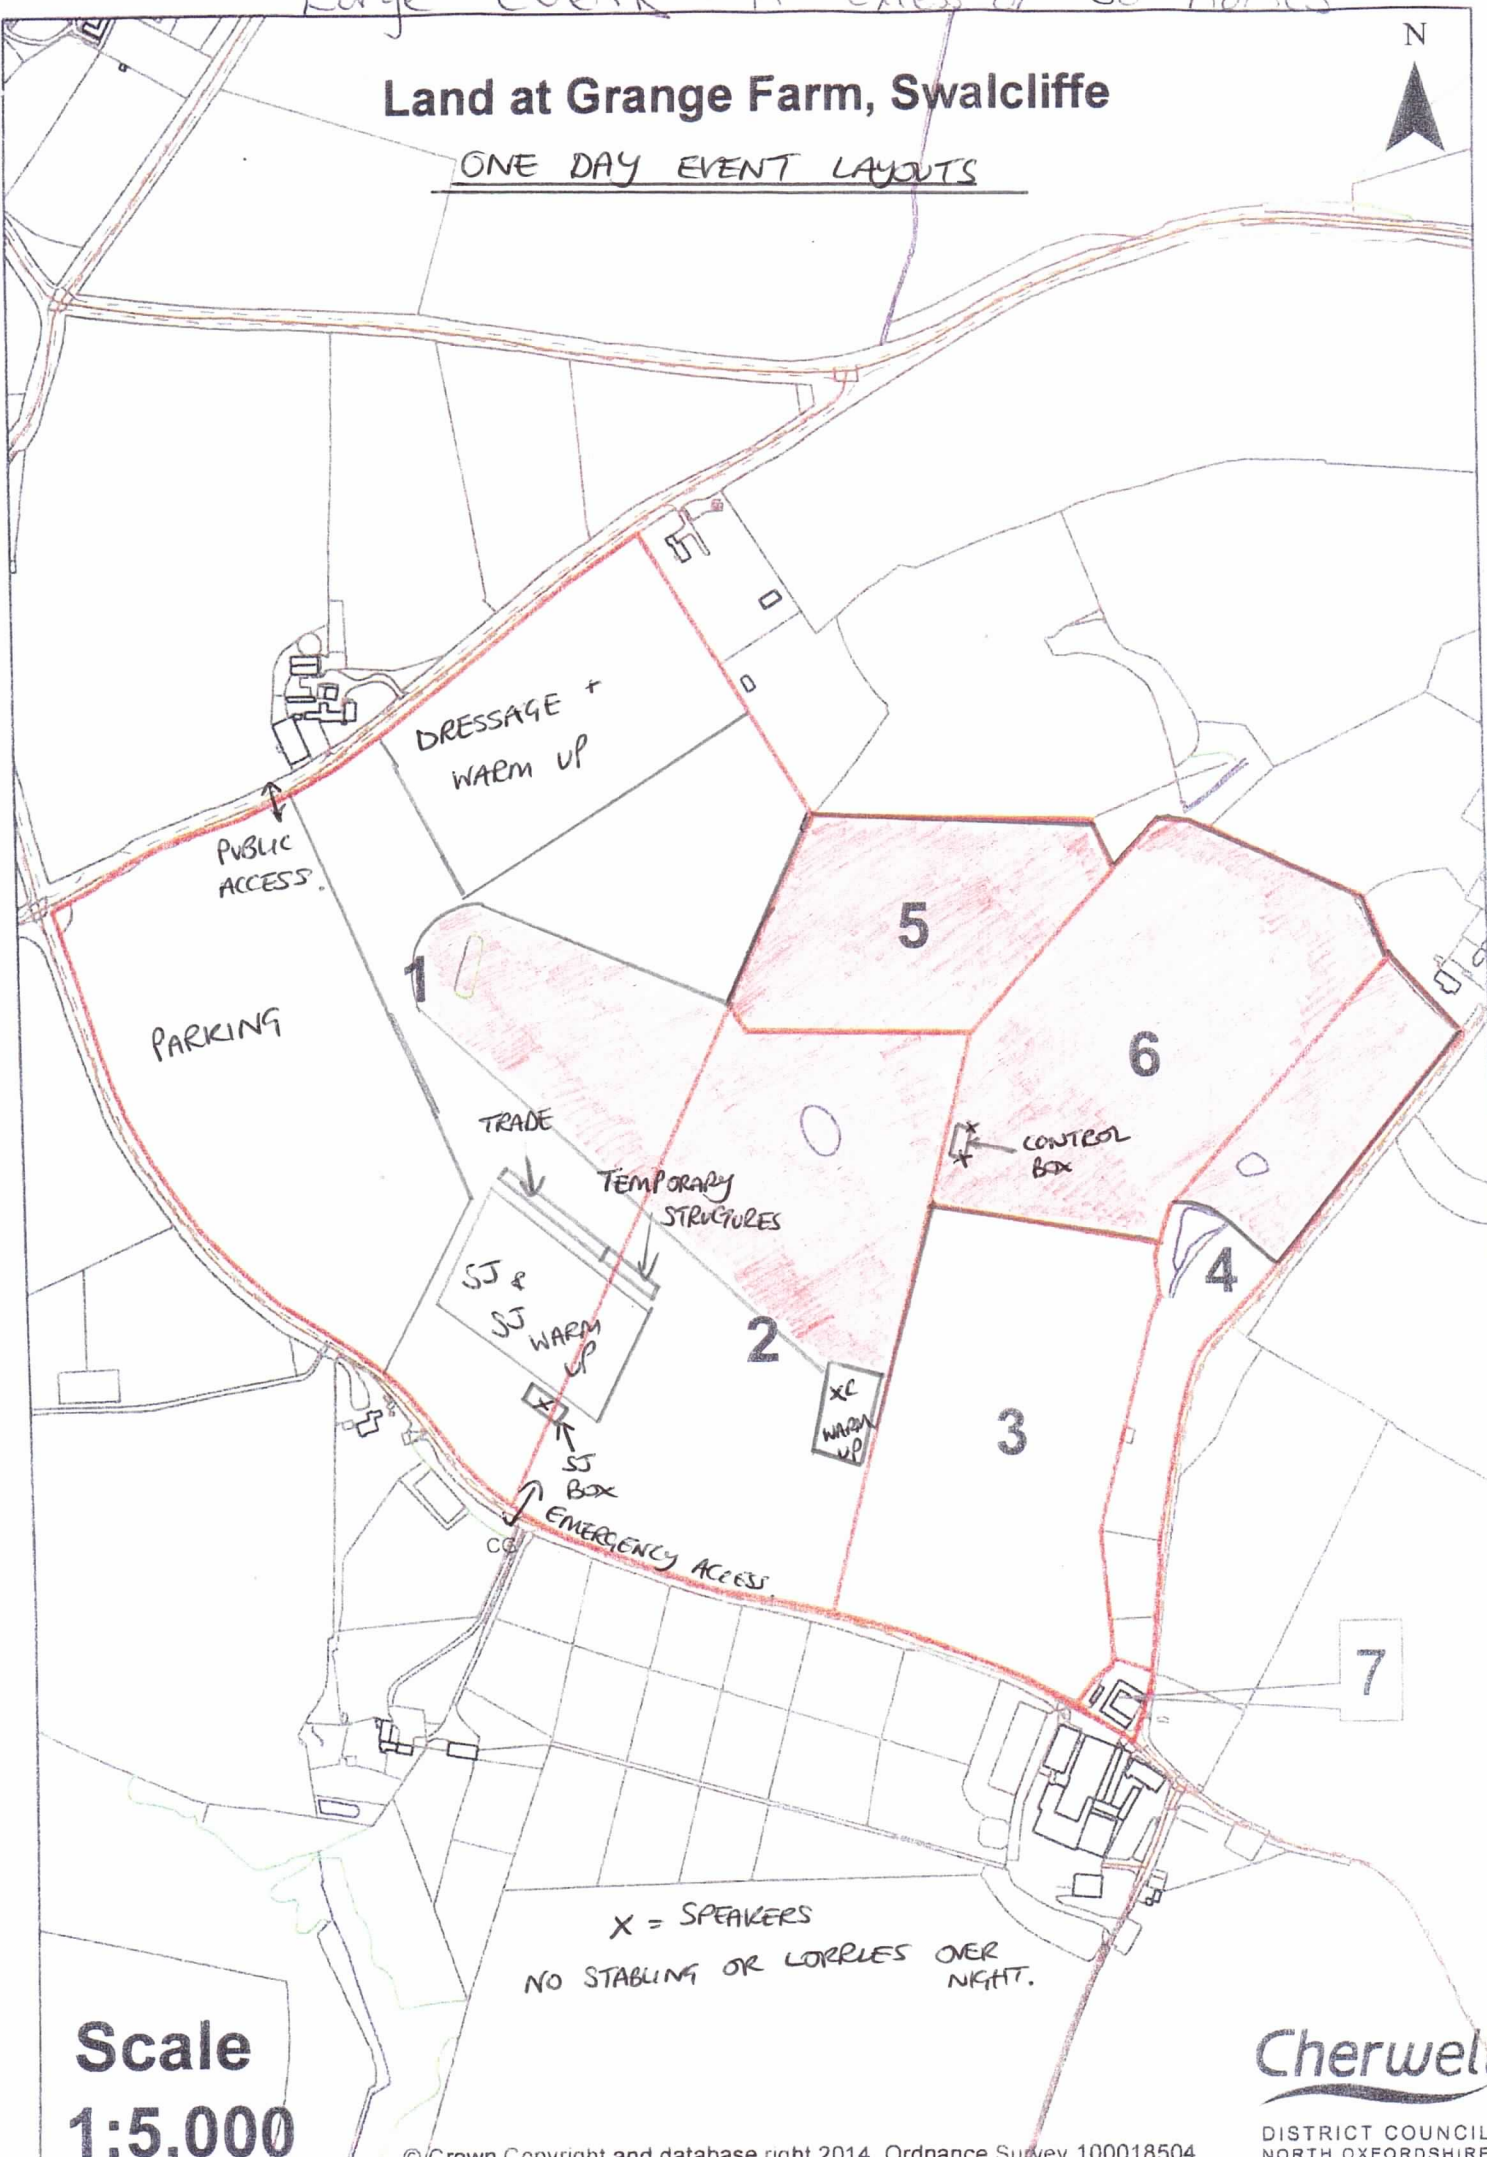 N
Land at Grange Farm, Swalcliffe
ONE DAY EVENT LAYOUTS
DRESSAGE +
WARM UP
PUBLIC
ACCESS.
5
1
PARKING
6
TRADE
CONTROL
BOX
TEMPORARY
STRUCTURES
4
SJ &
SJ WARM
UP
2
XC
WARM
UP
3
SJ
BOX
EMERGENCY ACCESS.
CG
7
X = SPEAKERS
NO STABLING OR LORRIES OVER
NIGHT.
Scale
1:5,000
Cherwel
DISTRICT COUNCIL
NORTH OXFORDSHIRE
© Crown Copyright and database right 2014. Ordnance Survey 100018504